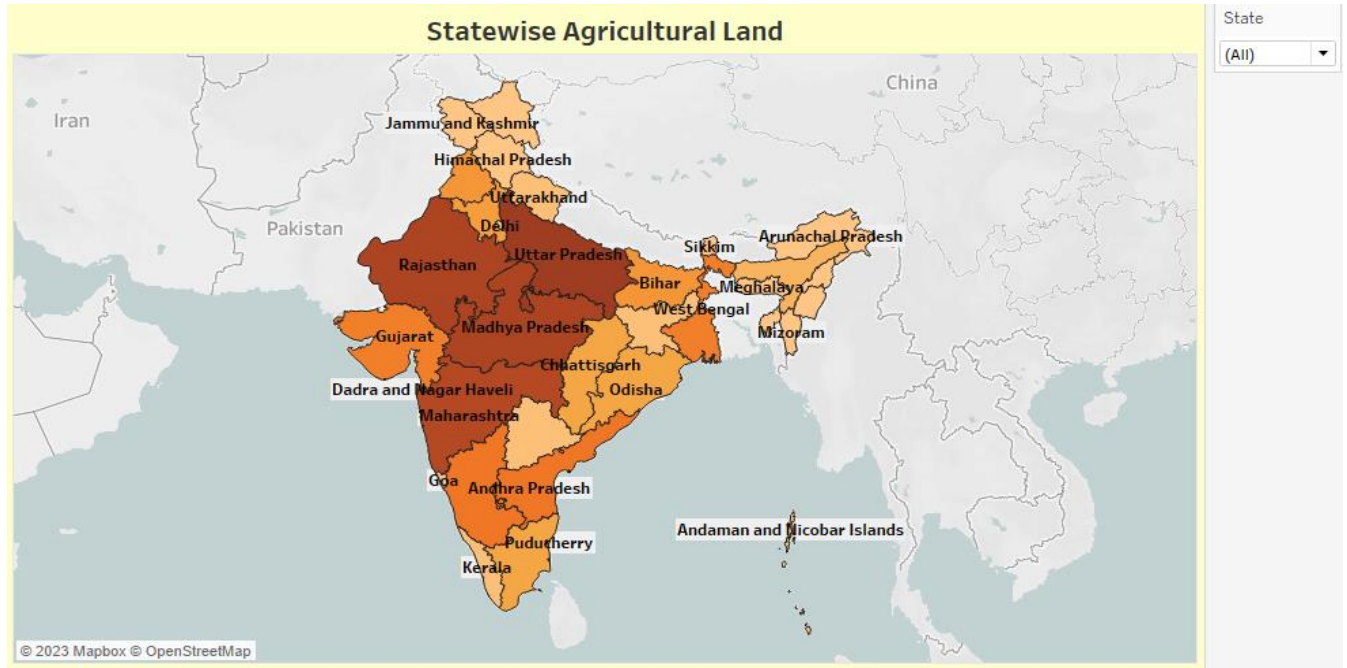 Statewise Agricultural Land
State
(All)
China
Iran
Jammu and Kashmir
Himachal Pradesh
Uttarakhand
Pakistan
Delhi
Arunachal Pradesh
Sikkim
Uttar Pradesh
Rajasthan
Bihar
Meghalaya
West Bengal
Madhya Pradesh
Mizoram
Gujarat
Chhattisgarh
Dadra and Nagar Haveli
Odisha
Maharashtra
Goa
Andhra Pradesh
Andaman and Nicobar Islands
Pudutherry
Kerala
© 2023 Mapbox © OpenStreetMap